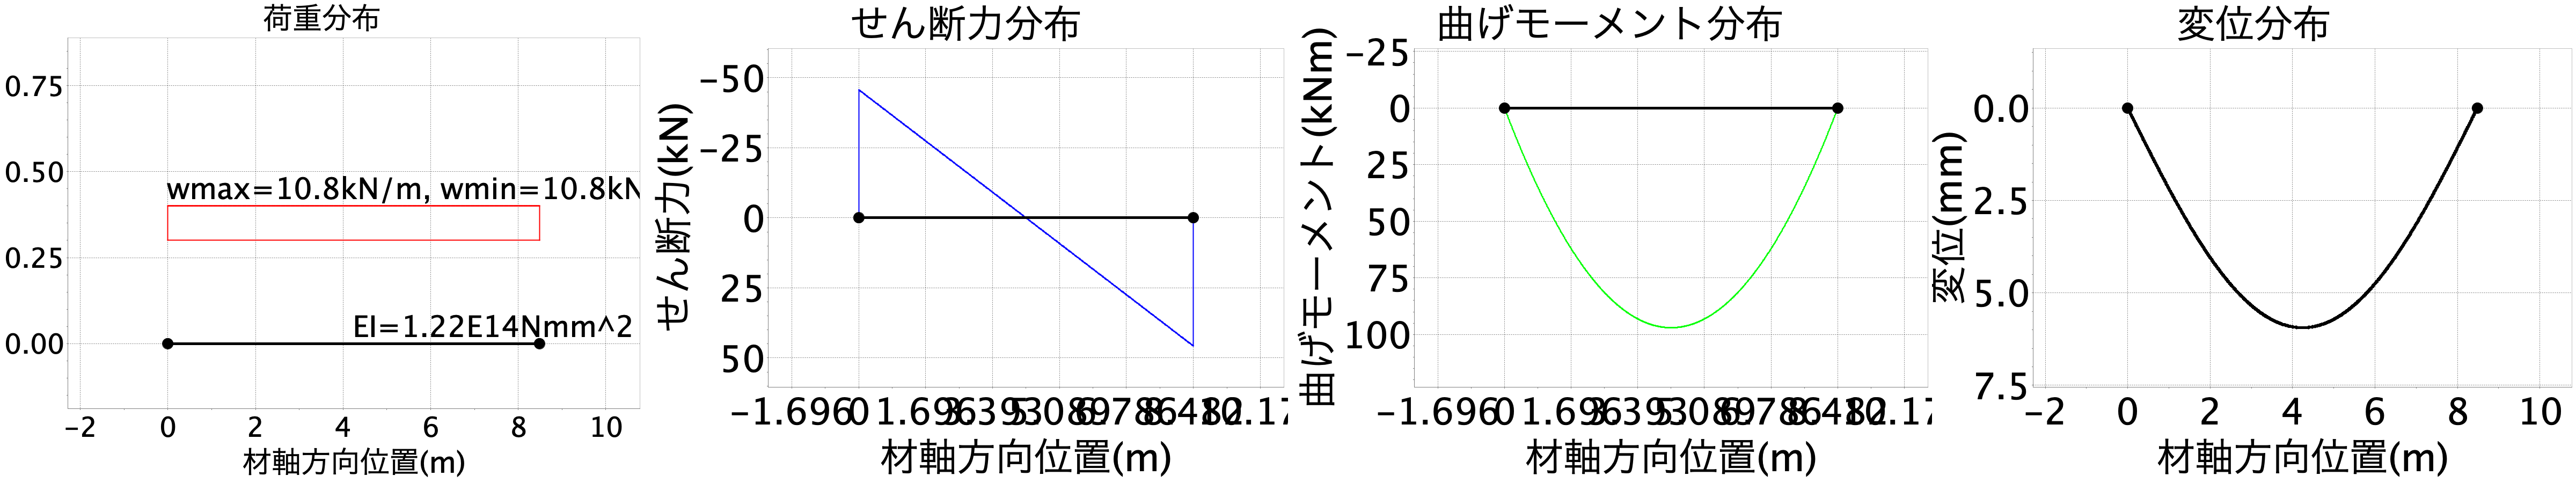 荷重分布
0.75
0.50
0.25
0.00
wmax=10.8kN/m, wmin=10.8kN
EI=1.22E14Nmm^2
−2 0 2 4 6 8 10
材軸方向位置(m)
せん断力分布
せん断力(kN)
−50
−25
0
25
50
−1.696 0 1.696
材軸方向位置(m)
曲げモーメント分布
曲げモーメント(kNm)
−25
0
25
50
75
100
−1.696 0 1.696
材軸方向位置(m)
変位分布
変位(mm)
0.0
2.5
5.0
7.5
−2 0 2 4 6 8 10
材軸方向位置(m)